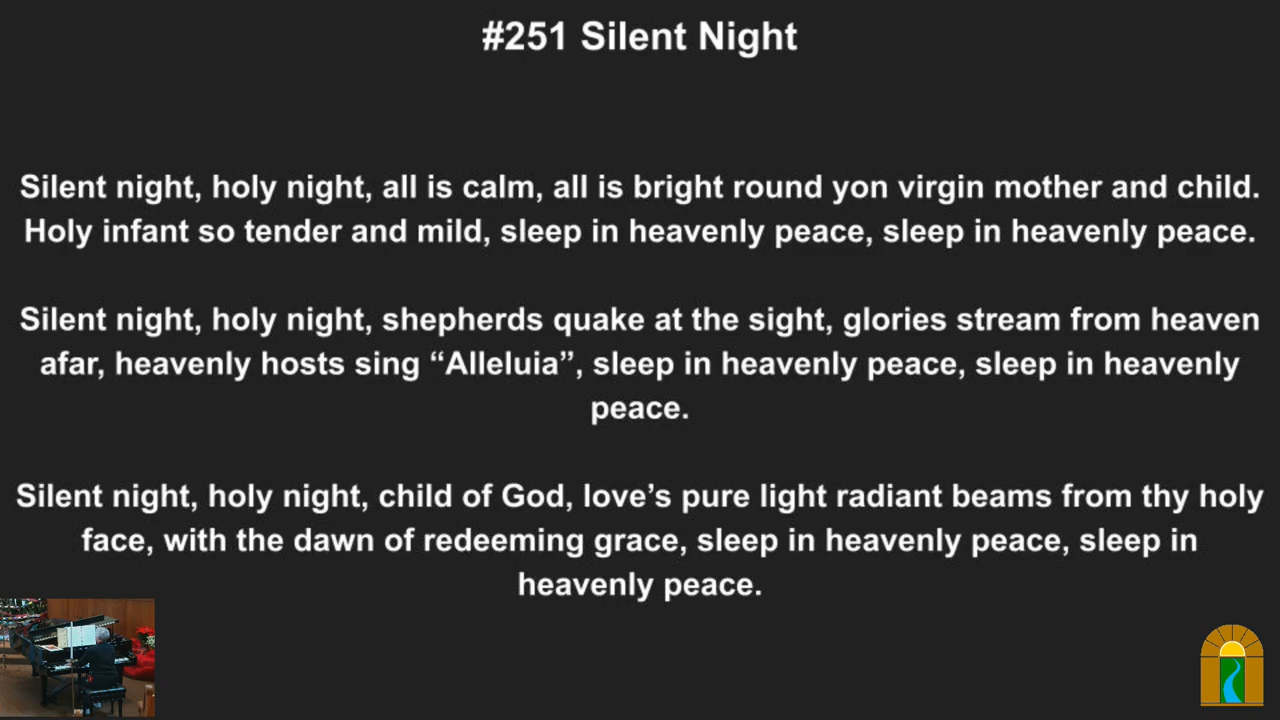 #251 Silent Night
Silent night, holy night, all is calm, all is bright round yon virgin mother and child.
Holy infant so tender and mild, sleep in heavenly peace, sleep in heavenly peace.
Silent night, holy night, shepherds quake at the sight, glories stream from heaven
afar, heavenly hosts sing “Alleluia”, sleep in heavenly peace, sleep in heavenly
peace.
Silent night, holy night, child of God, love’s pure light radiant beams from thy holy
face, with the dawn of redeeming grace, sleep in heavenly peace, sleep in
heavenly peace.